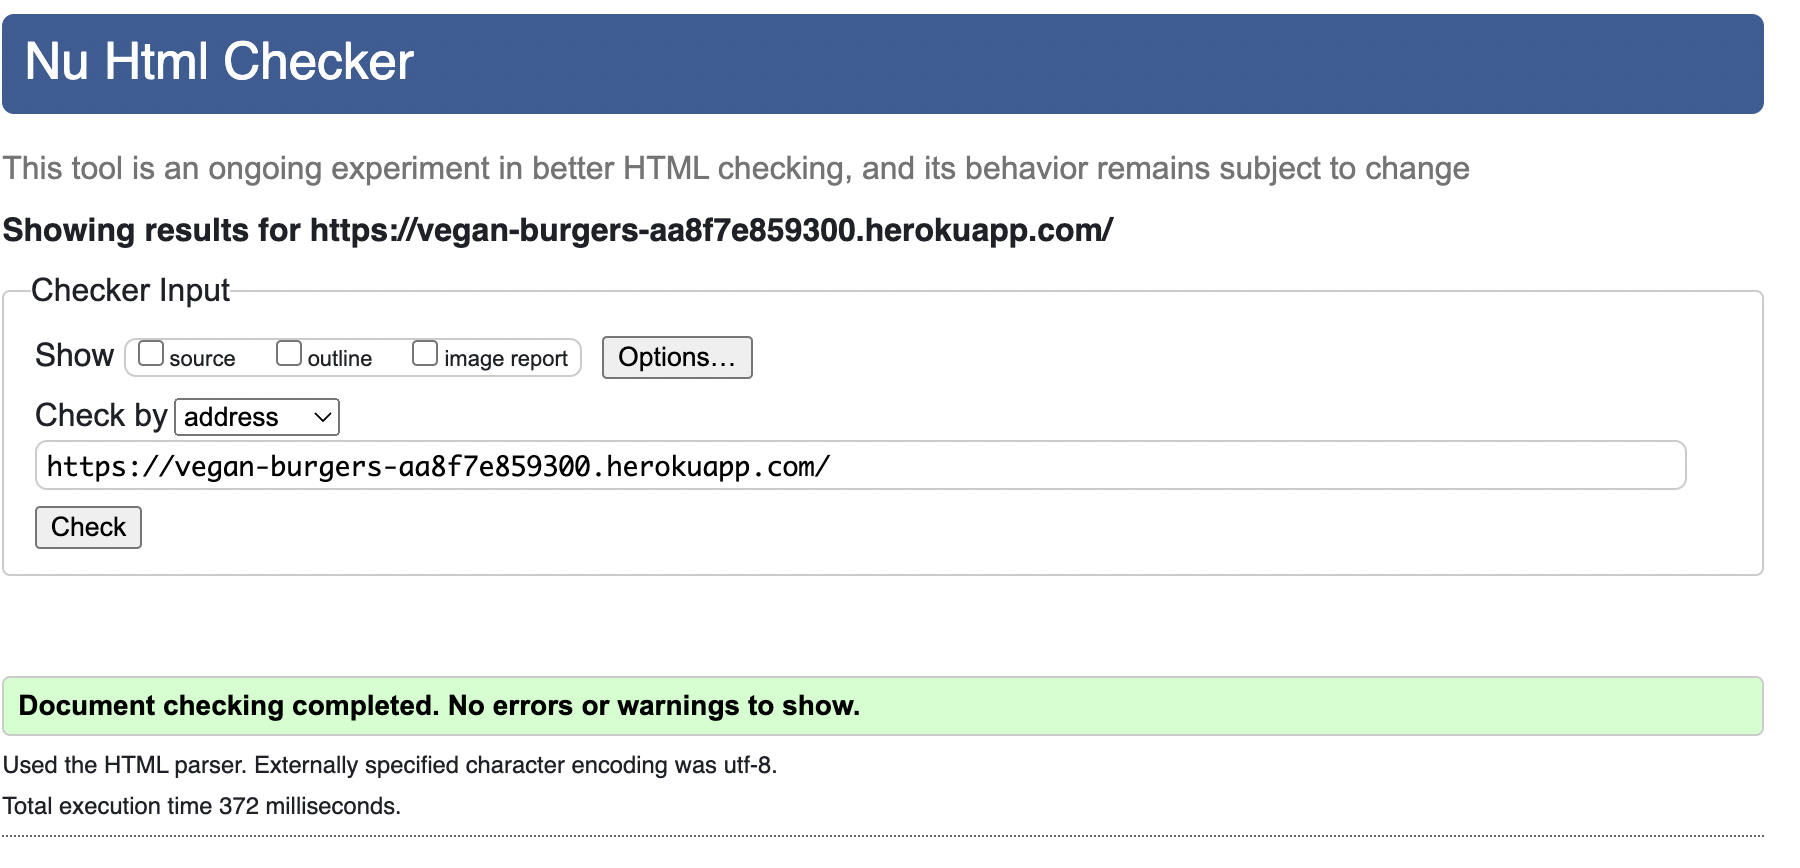 Nu Html Checker
This tool is an ongoing experiment in better HTML checking, and its behavior remains subject to change
Showing results for https://vegan-burgers-aa8f7e859300.herokuapp.com/
Checker Input
Show source outline image report Options...
Check by address
https://vegan-burgers-aa8f7e859300.herokuapp.com/
Check
Document checking completed. No errors or warnings to show.
Used the HTML parser. Externally specified character encoding was utf-8.
Total execution time 372 milliseconds.